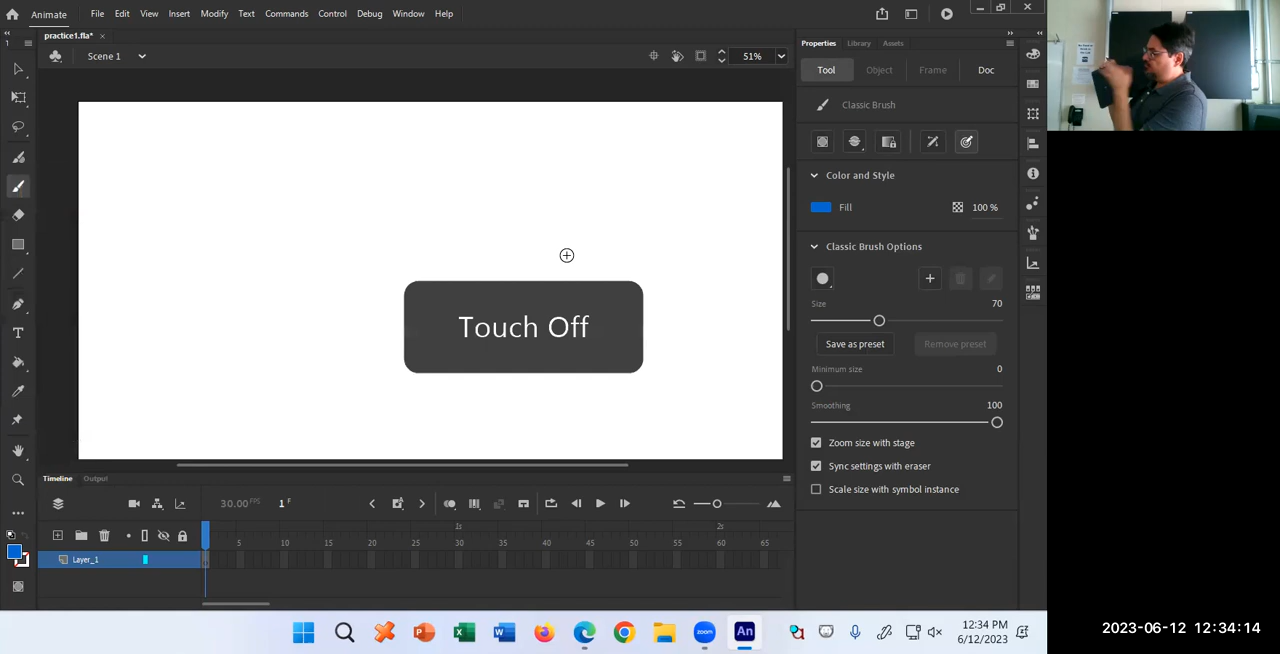 Animate File Edit View Insert Modify Text Commands Control Debug Window Help
practice1.fla*
Scene 1 51%
Touch Off
Properties Library Assets
Tool Object Frame Doc
Classic Brush
Color and Style
Fill 100 %
Classic Brush Options
Size 70
Save as preset Remove preset
Minimum size 0
Smoothing 100
Zoom size with stage
Sync settings with eraser
Scale size with symbol instance
Timeline Output
30.00 FPS 1 F
1s 2s
5 10 15 20 25 30 35 40 45 50 55 60 65
Layer_1
zoom An
12:34 PM
6/12/2023
2023-06-12 12:34:14